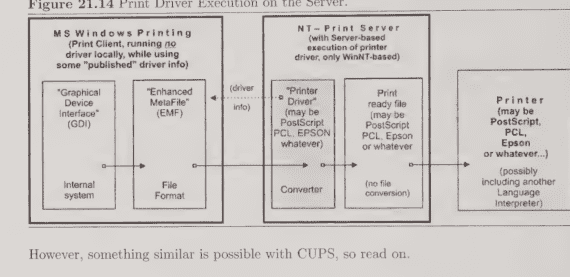 Figure 21.14 Print Driver Execution on the Server.
MS Windows Printing
(Print Client, running no
driver locally, while using
some "published" driver info)
"Graphical
Device
Interface"
(GDI)
Internal
system
"Enhanced
MetaFile"
(EMF)
File
Format
(driver
info)
NT- Print Server
(with Server-based
execution of printer
driver, only WinNT-based)
"Printer
Driver"
(may be
PostScript
PCL, EPSON
whatever)
Converter
Print
ready file
(may be
PostScript
PCL, Epson
or whatever
(no file
conversion)
Printer
(may be
PostScript,
PCL,
Epson
or whatever...)
(possibly
including another
Language
Interpreter)
However, something similar is possible with CUPS, so read on.